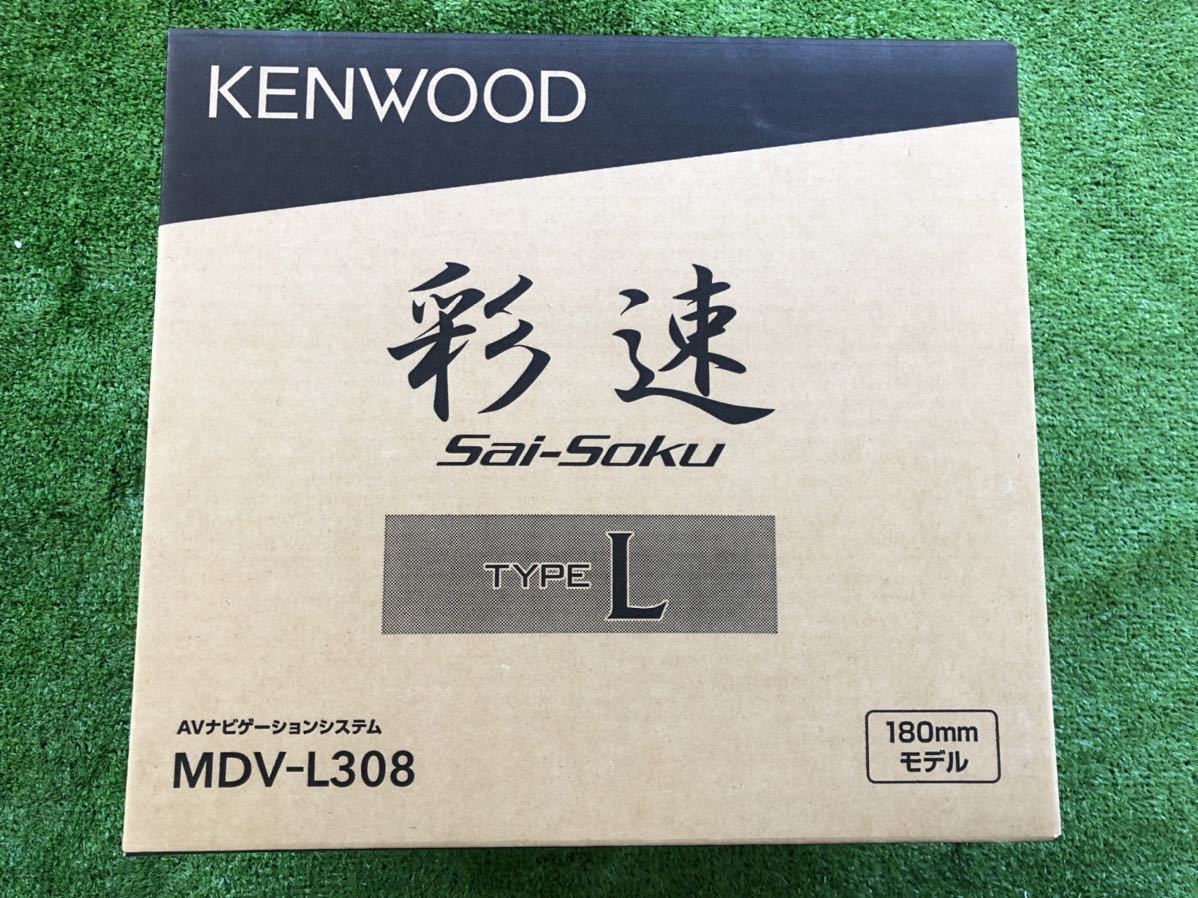 KENWOOD
彩速
Sai-Soku
TYPE L
AVナビゲーションシステム
MDV-L308
180mm
モデル